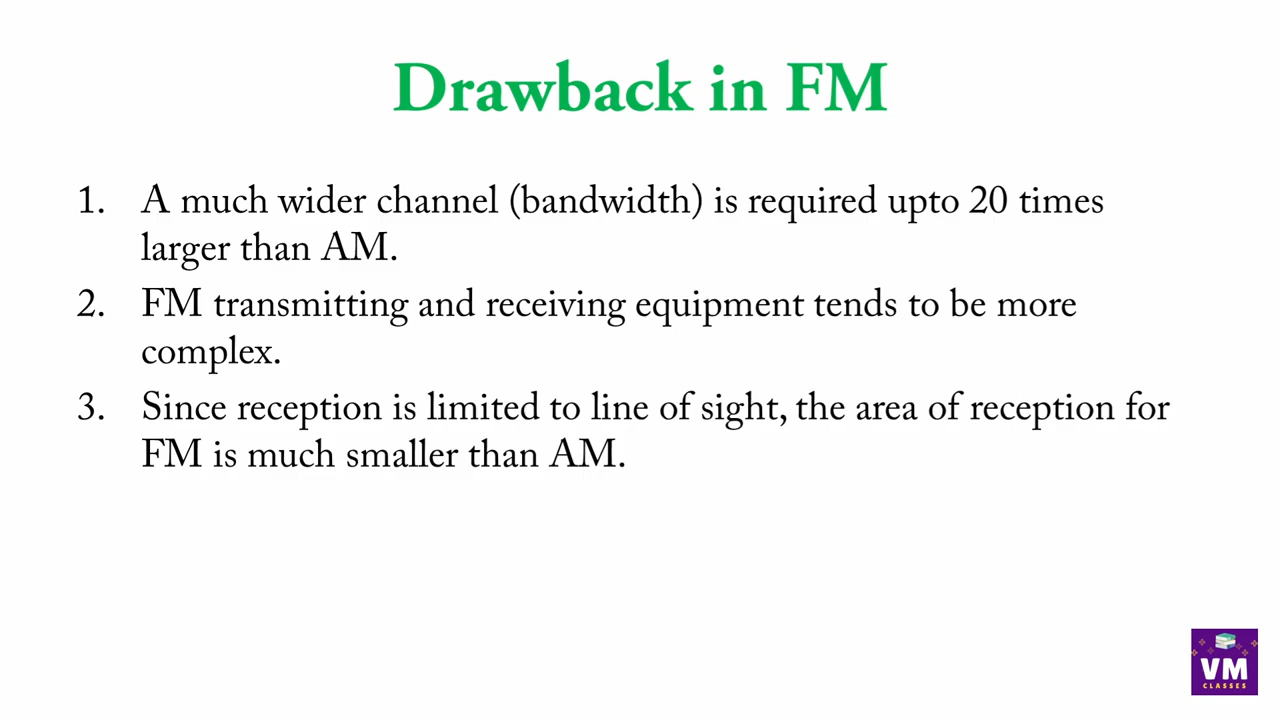 Drawback in FM
1. A much wider channel (bandwidth) is required upto 20 times
larger than AM.
2. FM transmitting and receiving equipment tends to be more
complex.
3. Since reception is limited to line of sight, the area of reception for
FM is much smaller than AM.
VM
CLASSES